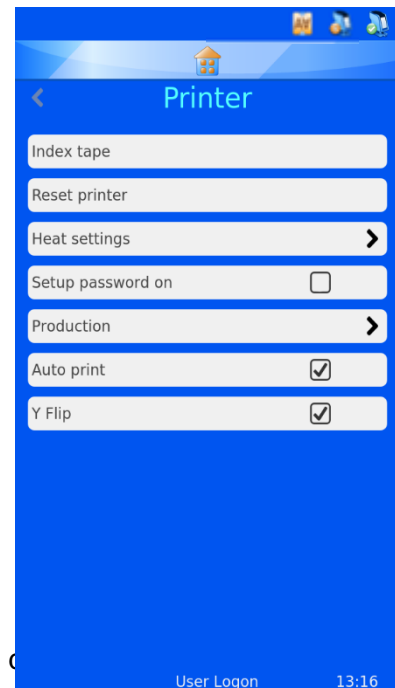 Printer
Index tape
Reset printer
Heat settings
Setup password on
Production
Auto print
Y Flip
User Logon 13:16